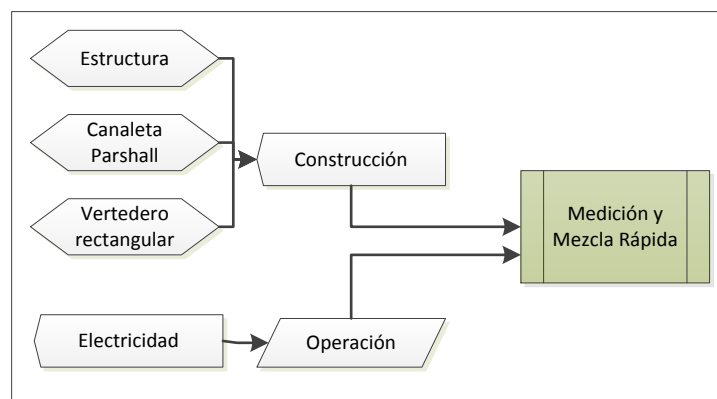 Estructura
Canaleta
Parshall
Vertedero
rectangular
Construcción
Medición y
Mezcla Rápida
Electricidad
Operación